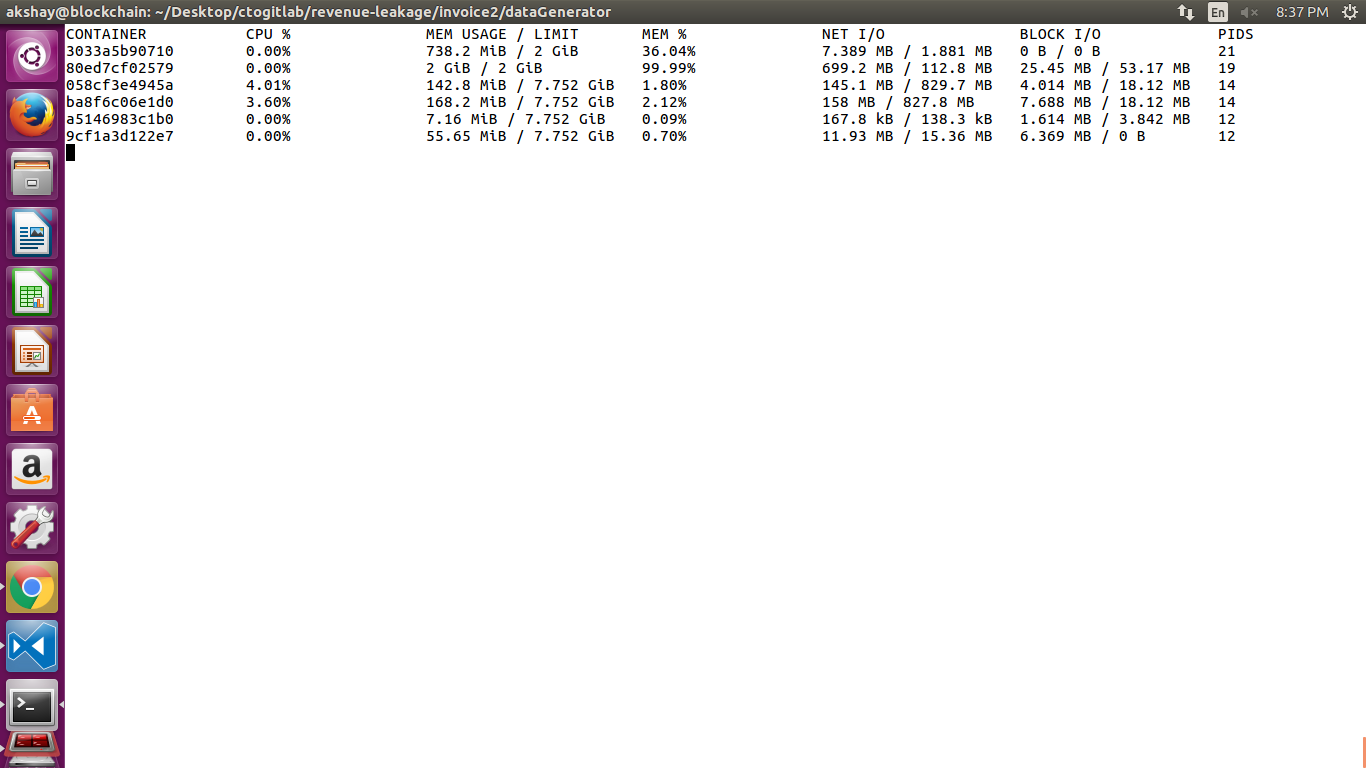 akshay@blockchain: ~/Desktop/ctogitlab/revenue-leakage/invoice2/dataGenerator En 8:37 PM
CONTAINER CPU % MEM USAGE / LIMIT MEM % NET I/O BLOCK I/O PIDS
3033a5b90710 0.00% 738.2 MiB / 2 GiB 36.04% 7.389 MB / 1.881 MB 0 B / 0 B 21
80ed7cf02579 0.00% 2 GiB / 2 GiB 99.99% 699.2 MB / 112.8 MB 25.45 MB / 53.17 MB 19
058cf3e4945a 4.01% 142.8 MiB / 7.752 GiB 1.80% 145.1 MB / 829.7 MB 4.014 MB / 18.12 MB 14
ba8f6c06e1d0 3.60% 168.2 MiB / 7.752 GiB 2.12% 158 MB / 827.8 MB 7.688 MB / 18.12 MB 14
a5146983c1b0 0.00% 7.16 MiB / 7.752 GiB 0.09% 167.8 kB / 138.3 kB 1.614 MB / 3.842 MB 12
9cf1a3d122e7 0.00% 55.65 MiB / 7.752 GiB 0.70% 11.93 MB / 15.36 MB 6.369 MB / 0 B 12